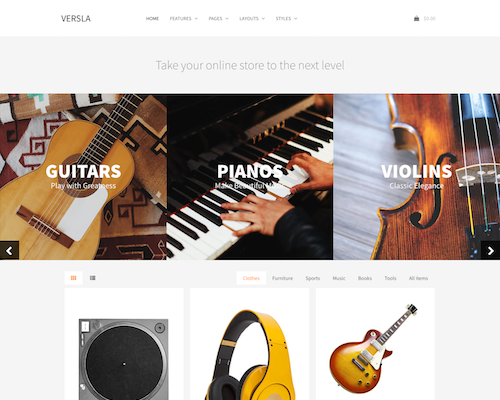 VERSLA
HOME FEATURES PAGES LAYOUTS STYLES £0.00
Take your online store to the next level
GUITARS
Play with Greatness
PIANOS
Make Beautiful Music
VIOLINS
Classic Elegance
Clothes Furniture Sports Music Books Tools All items